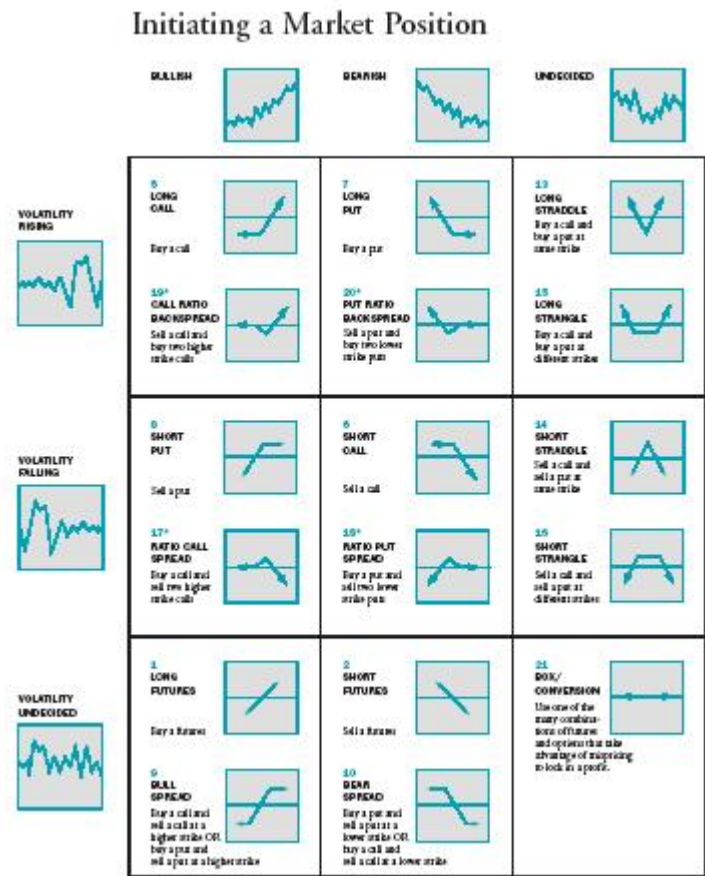 Initiating a Market Position
BULLISH
BEARISH
UNDECIDED
VOLATILITY
RISING
5
LONG
CALL
Buy a call
7
LONG
PUT
Buy a put
13
LONG
STRADDLE
Buy a call and
buy a put at
same strike
19*
CALL RATIO
BACKSPREAD
Sell a call and
buy two higher
strike calls
20*
PUT RATIO
BACKSPREAD
Sell a put and
buy two lower
strike puts
15
LONG
STRANGLE
Buy a call and
buy a put at
different strikes
VOLATILITY
FALLING
8
SHORT
PUT
Sell a put
6
SHORT
CALL
Sell a call
14
SHORT
STRADDLE
Sell a call and
sell a put at
same strike
17*
RATIO CALL
SPREAD
Buy a call and
sell two higher
strike calls
18*
RATIO PUT
SPREAD
Buy a put and
sell two lower
strike puts
16
SHORT
STRANGLE
Sell a call and
sell a put at
different strikes
VOLATILITY
UNDECIDED
1
LONG
FUTURES
Buy a futures
2
SHORT
FUTURES
Sell a futures
21
BOX/
CONVERSION
Use one of the
many combina-
tions of futures
and options that take
advantage of mispricing
to lock in a profit.
9
BULL
SPREAD
Buy a call and
sell a call at a
higher strike OR
buy a put and
sell a put at a higher strike
10
BEAR
SPREAD
Buy a put and
sell a put at a
lower strike OR
buy a call and
sell a call at a lower strike